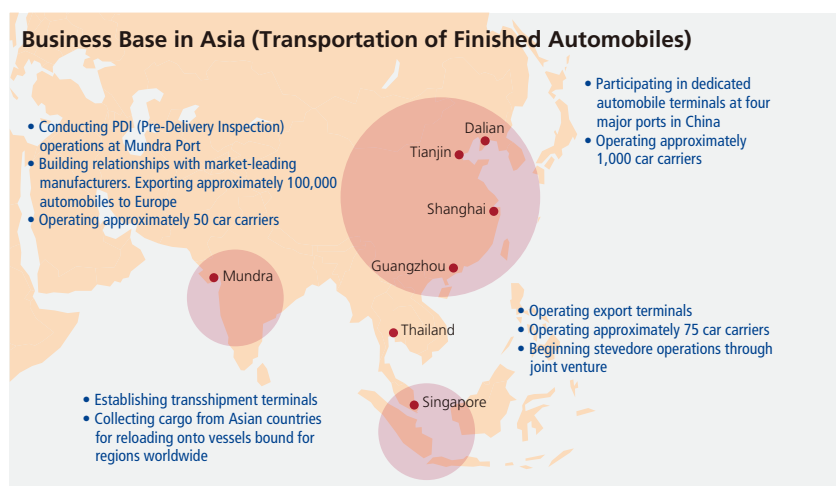 Business Base in Asia (Transportation of Finished Automobiles)
• Participating in dedicated
automobile terminals at four
major ports in China
• Operating approximately
1,000 car carriers
• Conducting PDI (Pre-Delivery Inspection)
operations at Mundra Port
• Building relationships with market-leading
manufacturers. Exporting approximately 100,000
automobiles to Europe
• Operating approximately 50 car carriers
Dalian
Tianjin
Shanghai
Guangzhou
Mundra
Thailand
• Operating export terminals
• Operating approximately 75 car carriers
• Beginning stevedore operations through
joint venture
• Establishing transshipment terminals
• Collecting cargo from Asian countries
for reloading onto vessels bound for
regions worldwide
Singapore